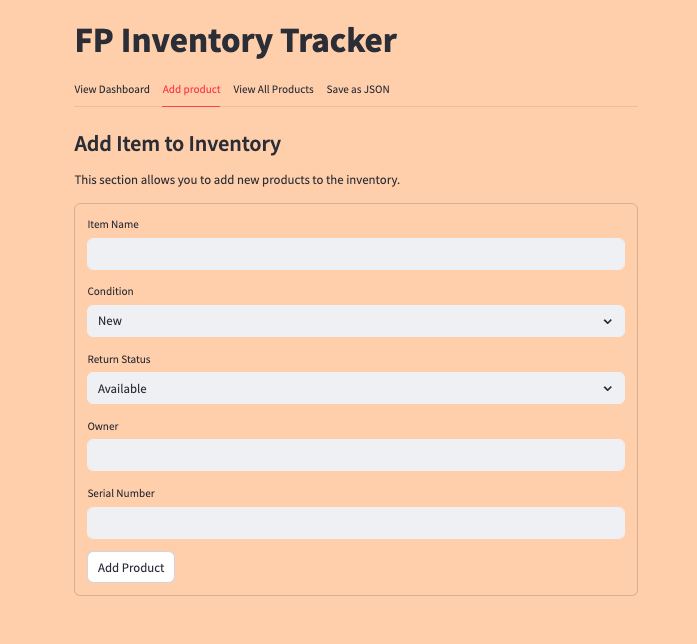 FP Inventory Tracker
View Dashboard Add product View All Products Save as JSON
Add Item to Inventory
This section allows you to add new products to the inventory.
Item Name
Condition
New
Return Status
Available
Owner
Serial Number
Add Product